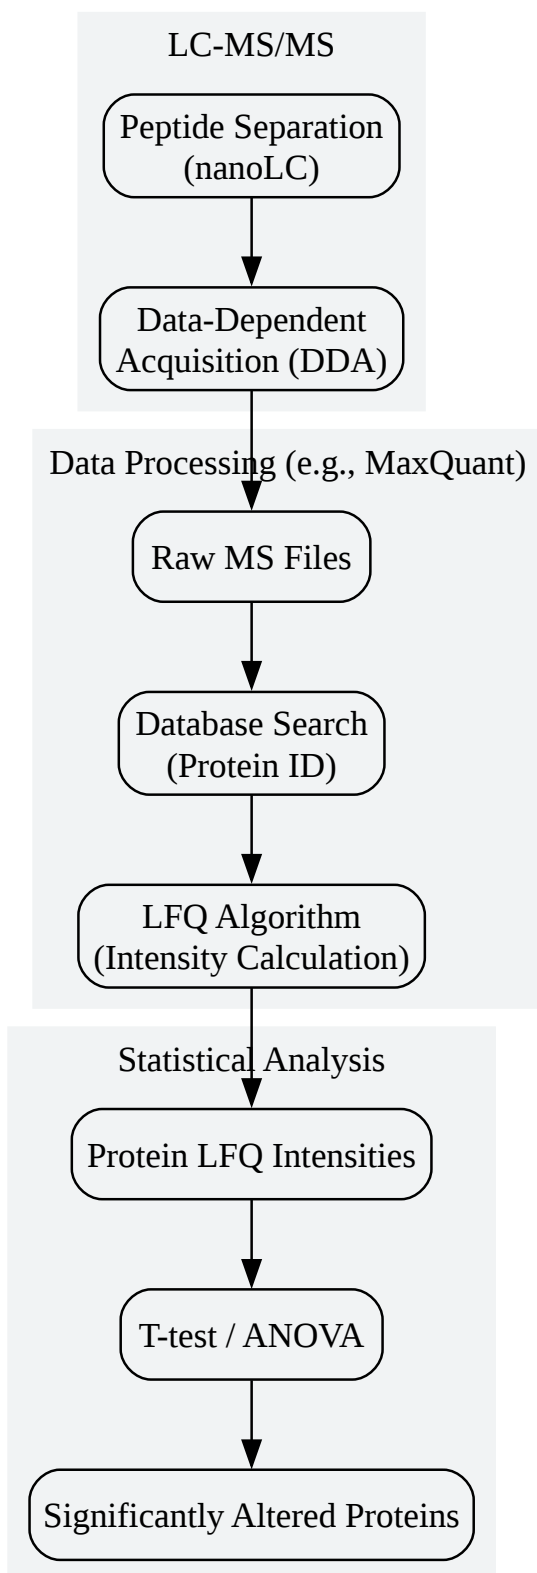 LC-MS/MS
Peptide Separation
(nanoLC)
Data-Dependent
Acquisition (DDA)
Data Processing (e.g., MaxQuant)
Raw MS Files
Database Search
(Protein ID)
LFQ Algorithm
(Intensity Calculation)
Statistical Analysis
Protein LFQ Intensities
T-test / ANOVA
Significantly Altered Proteins